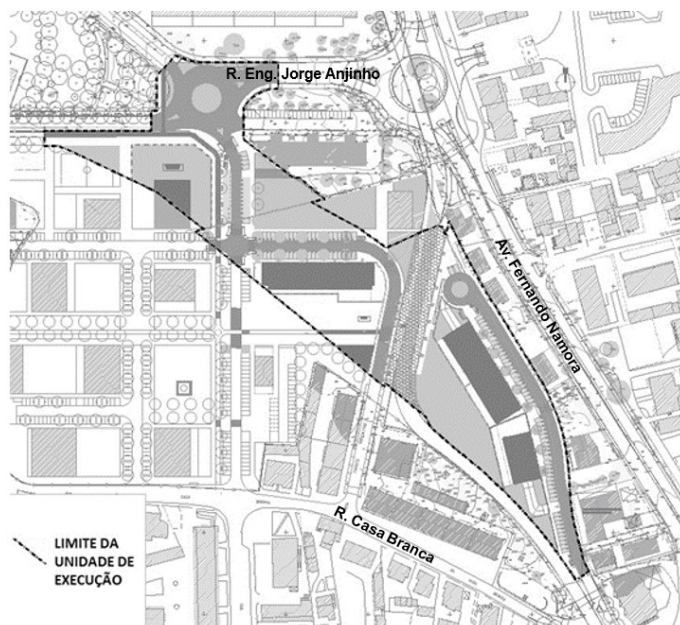 R. Eng. Jorge Anjinho
Av. Fernando Namora
R. Casa Branca
LIMITE DA
UNIDADE DE
EXECUÇÃO